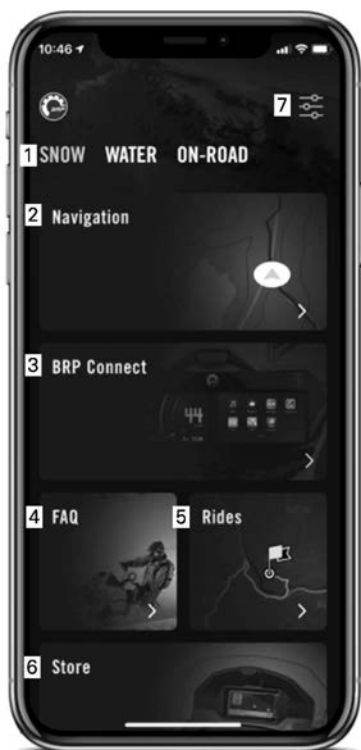 10:46
7
1 SNOW WATER ON-ROAD
2 Navigation
3 BRP Connect
44
4 FAQ
5 Rides
6 Store